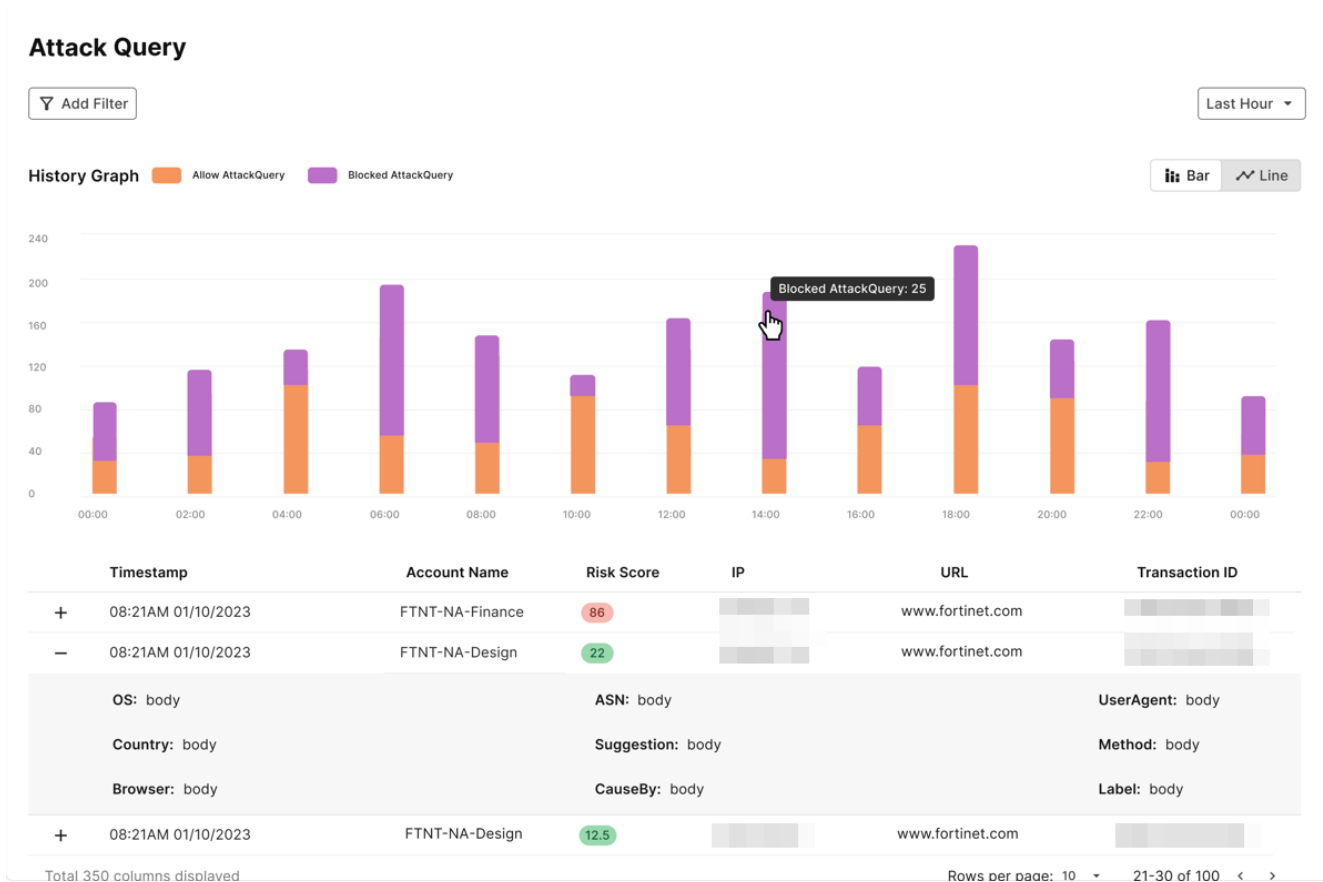 Attack Query
Add Filter
Last Hour
History Graph Allow AttackQuery Blocked AttackQuery
Bar Line
240
200
160
120
80
40
0
Blocked AttackQuery: 25
00:00 02:00 04:00 06:00 08:00 10:00 12:00 14:00 16:00 18:00 20:00 22:00 00:00
Timestamp Account Name Risk Score IP URL Transaction ID
+ 08:21AM 01/10/2023 FTNT-NA-Finance 86 www.fortinet.com
− 08:21AM 01/10/2023 FTNT-NA-Design 22 www.fortinet.com
OS: body ASN: body UserAgent: body
Country: body Suggestion: body Method: body
Browser: body CauseBy: body Label: body
+ 08:21AM 01/10/2023 FTNT-NA-Design 12.5 www.fortinet.com
Total 350 columns displayed Rows per page: 10 21-30 of 100 < >